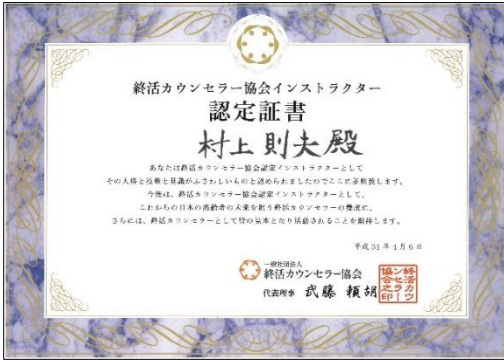 終活カウンセラー協会インストラクター
認定証書
村上則夫殿
あなたは終活カウンセラー協会認定インストラクターとして
その人格と技術と見識がふさわしいものと認められましたのでここに証明致します。
今後は、終活カウンセラー協会認定インストラクターとして、
これからの日本の高齢者の未来を担う終活カウンセラーの養成に、
さらには、終活カウンセラーとして皆の見本となり活動されることを期待します。
平成31年1月6日
一般社団法人
終活カウンセラー協会
代表理事 武藤 頼胡
終活カウンセラー協会之印